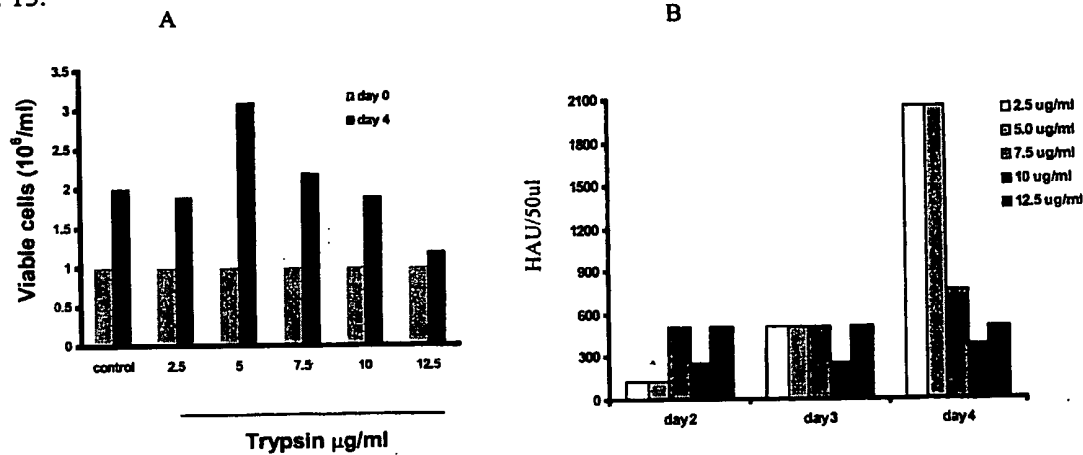 13.
A
B
Viable cells (10⁶/ml)
3.5
3
2.5
2
1.5
1
0.5
0
day 0
day 4
control 2.5 5 7.5 10 12.5
Trypsin µg/ml
HAU/50ul
2100
1800
1500
1200
900
600
300
0
2.5 ug/ml
5.0 ug/ml
7.5 ug/ml
10 ug/ml
12.5 ug/ml
day2 day3 day4